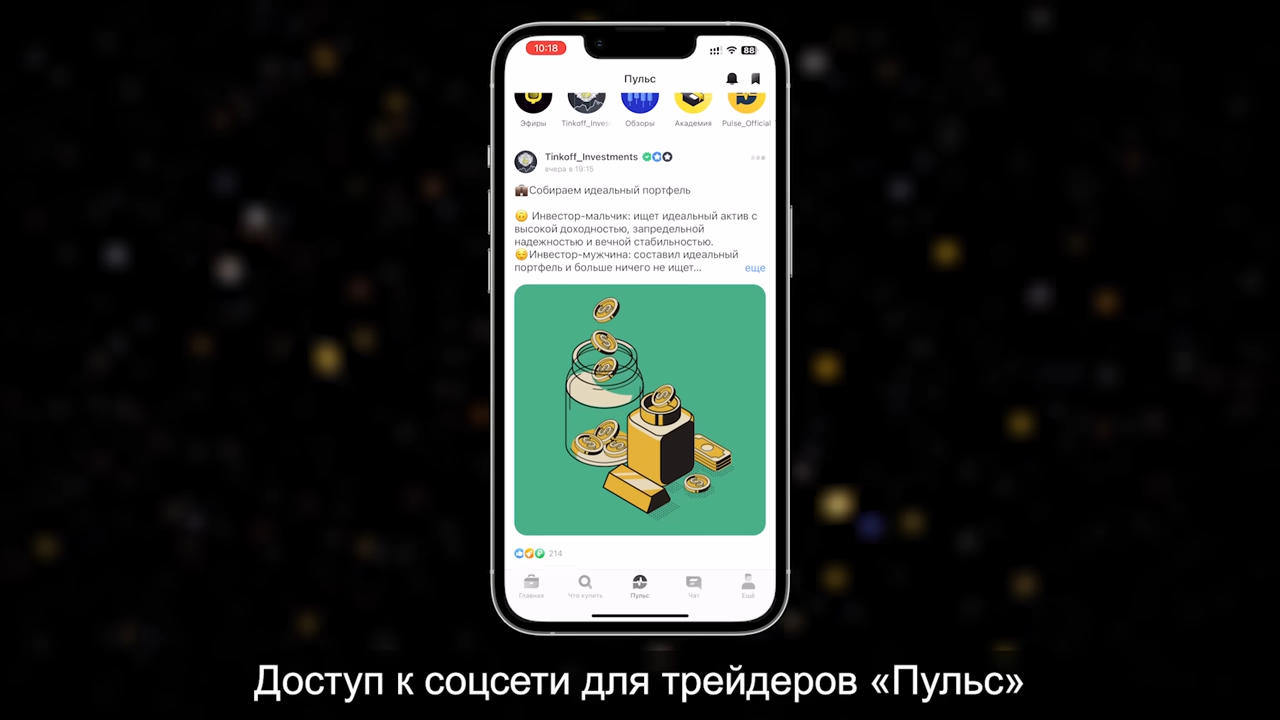 10:18
88
Пульс
Эфиры
Tinkoff_Inves
Обзоры
Академия
Pulse_Official
Tinkoff_Investments
вчера в 19:15
💼Собираем идеальный портфель
🙃 Инвестор-мальчик: ищет идеальный актив с
высокой доходностью, запредельной
надежностью и вечной стабильностью.
😌Инвестор-мужчина: составил идеальный
портфель и больше ничего не ищет...
еще
214
Главная
Что купить
Пульс
Чат
Ещё
Доступ к соцсети для трейдеров «Пульс»